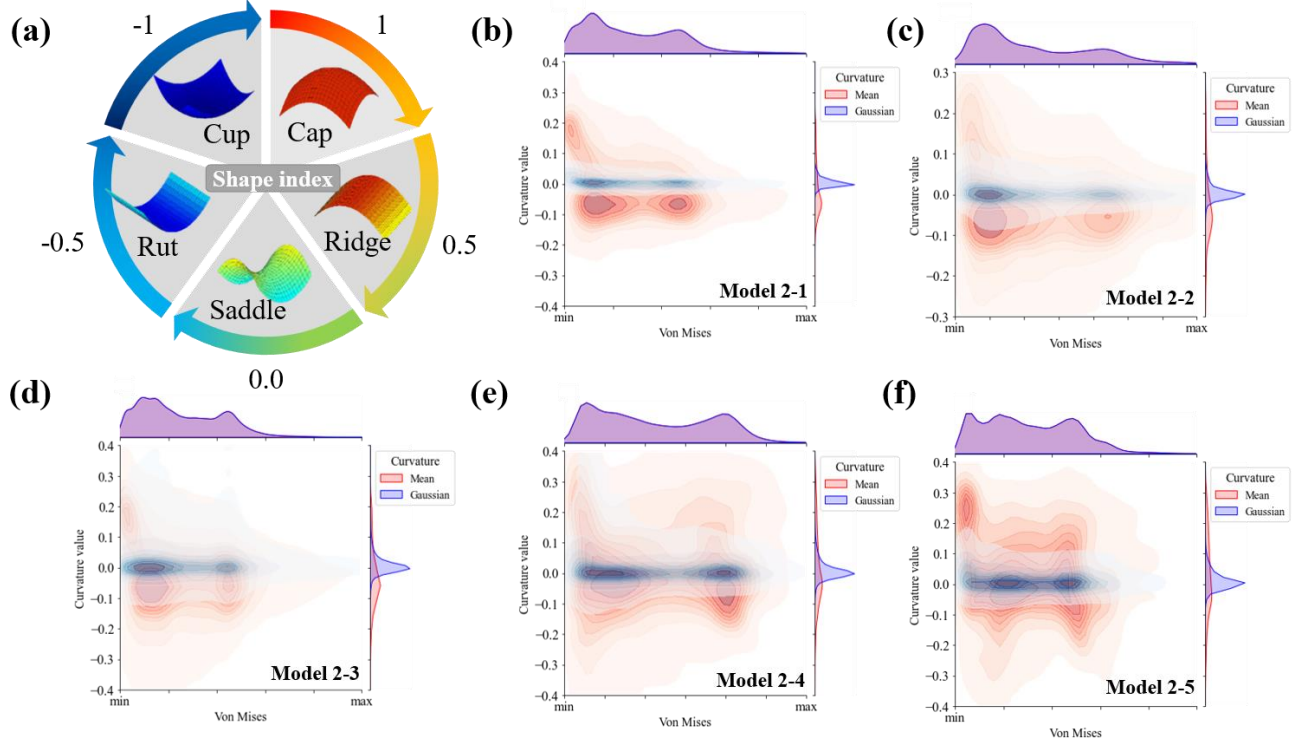 (a)
-1
1
Cup
Cap
Shape index
Rut
Ridge
-0.5
0.5
Saddle
0.0
(b)
Curvature
Mean
Gaussian
Curvature value
0.4
0.3
0.2
0.1
0.0
−0.1
−0.2
−0.3
−0.4
Model 2-1
min
max
Von Mises
(c)
Curvature
Mean
Gaussian
Curvature value
0.3
0.2
0.1
0.0
−0.1
−0.2
−0.3
Model 2-2
min
max
Von Mises
(d)
Curvature
Mean
Gaussian
Curvature value
0.4
0.3
0.2
0.1
0.0
−0.1
−0.2
−0.3
−0.4
Model 2-3
min
max
Von Mises
(e)
Curvature
Mean
Gaussian
Curvature value
0.4
0.3
0.2
0.1
0.0
−0.1
−0.2
−0.3
−0.4
Model 2-4
min
max
Von Mises
(f)
Curvature
Mean
Gaussian
Curvature value
0.4
0.3
0.2
0.1
0.0
−0.1
−0.2
−0.3
−0.4
Model 2-5
min
max
Von Mises